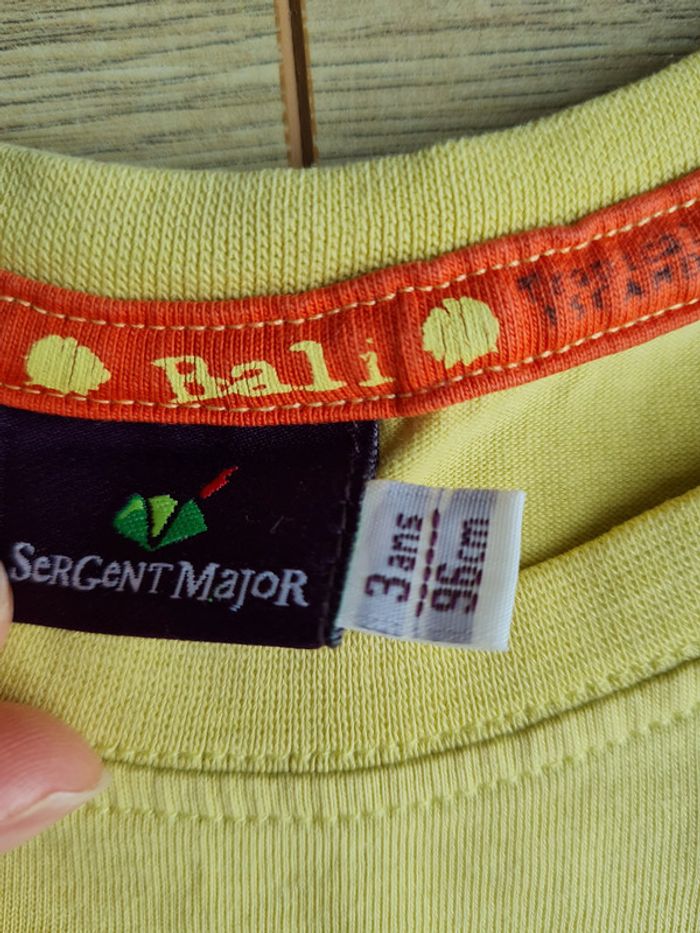 Bali
SERGENT MAJOR
3 ans
96cm